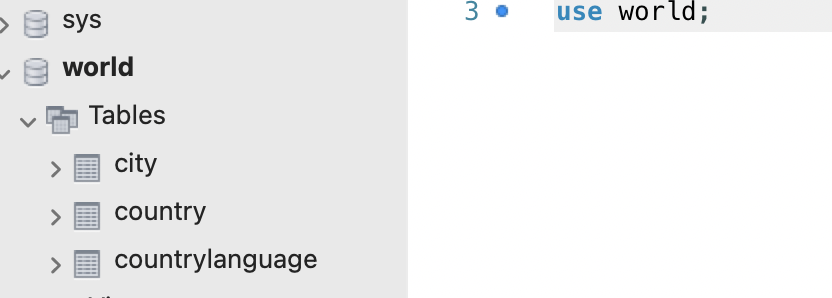 sys
world
Tables
city
country
countrylanguage
3 use world;